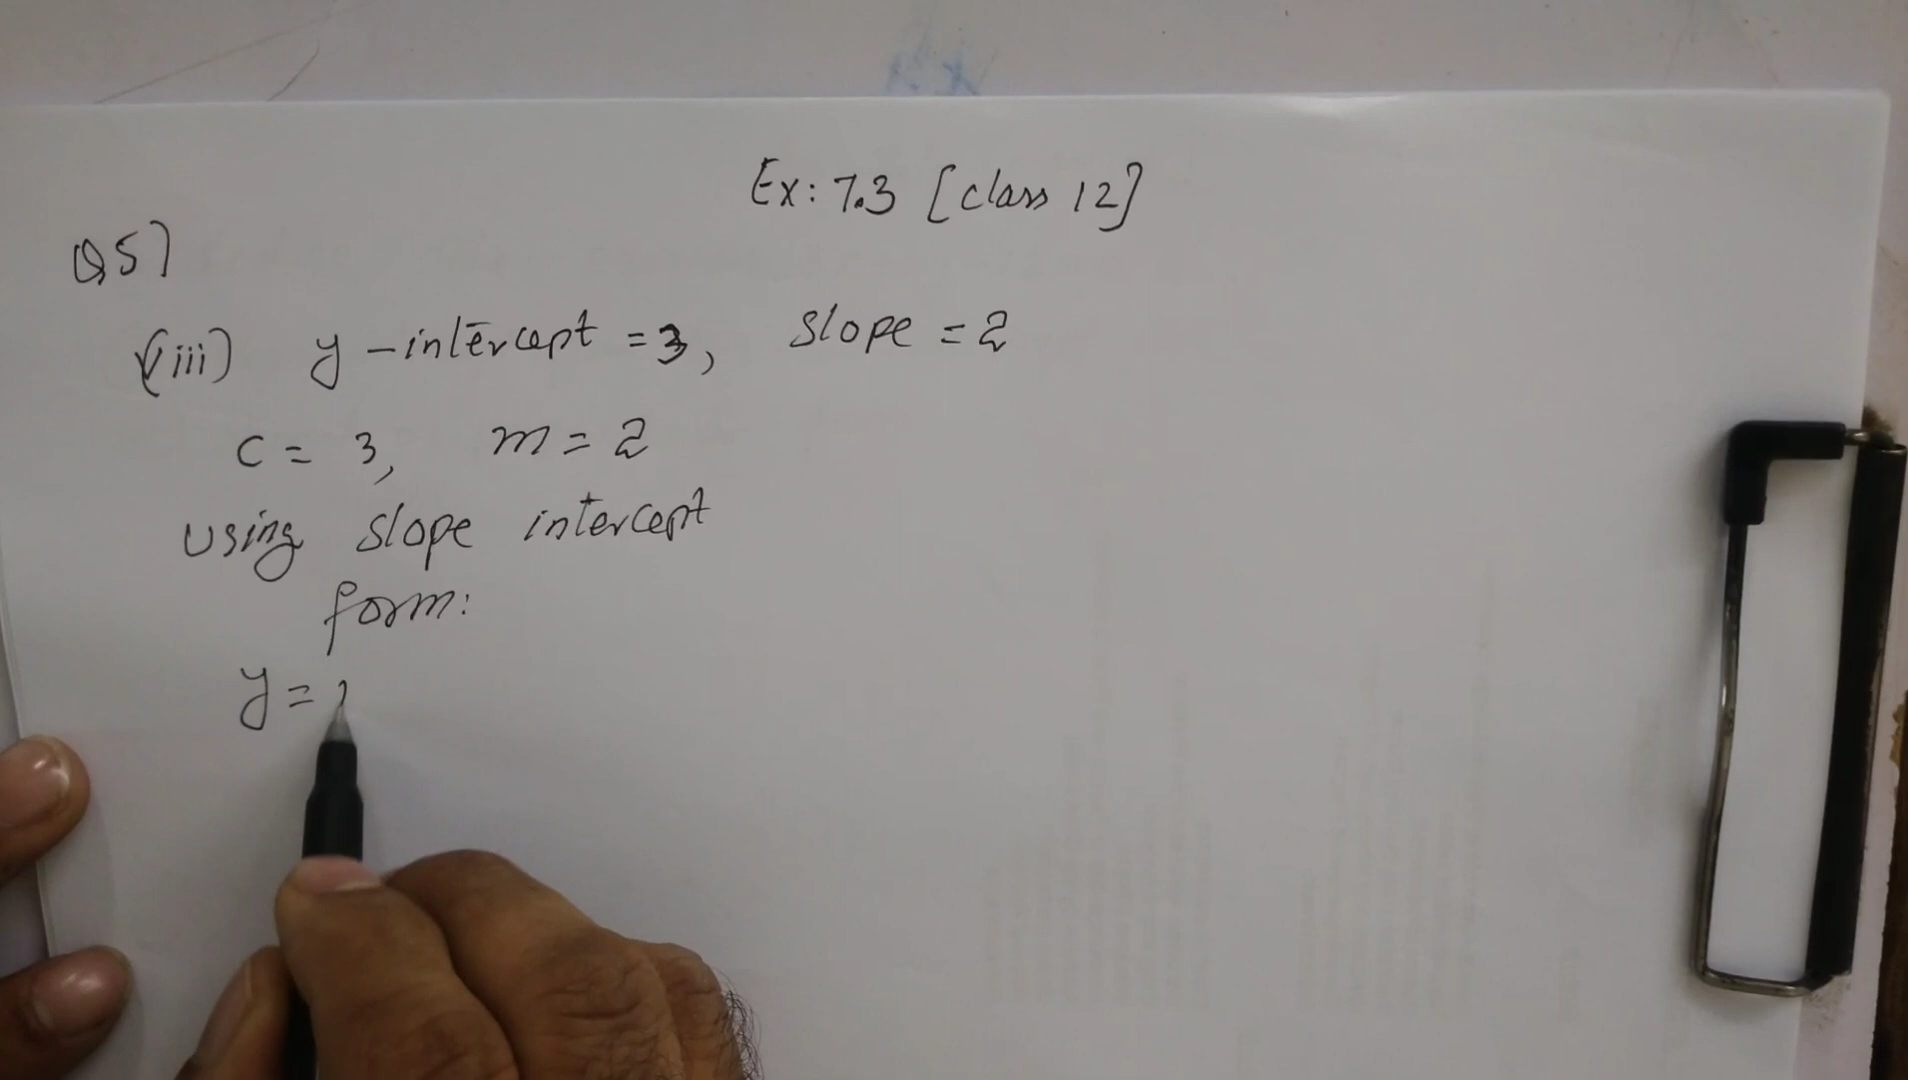 Ex: 7.3 [class 12]
Q5)
(iii) y-intercept = 3, slope = 2
c = 3, m = 2
using slope intercept
form:
y =